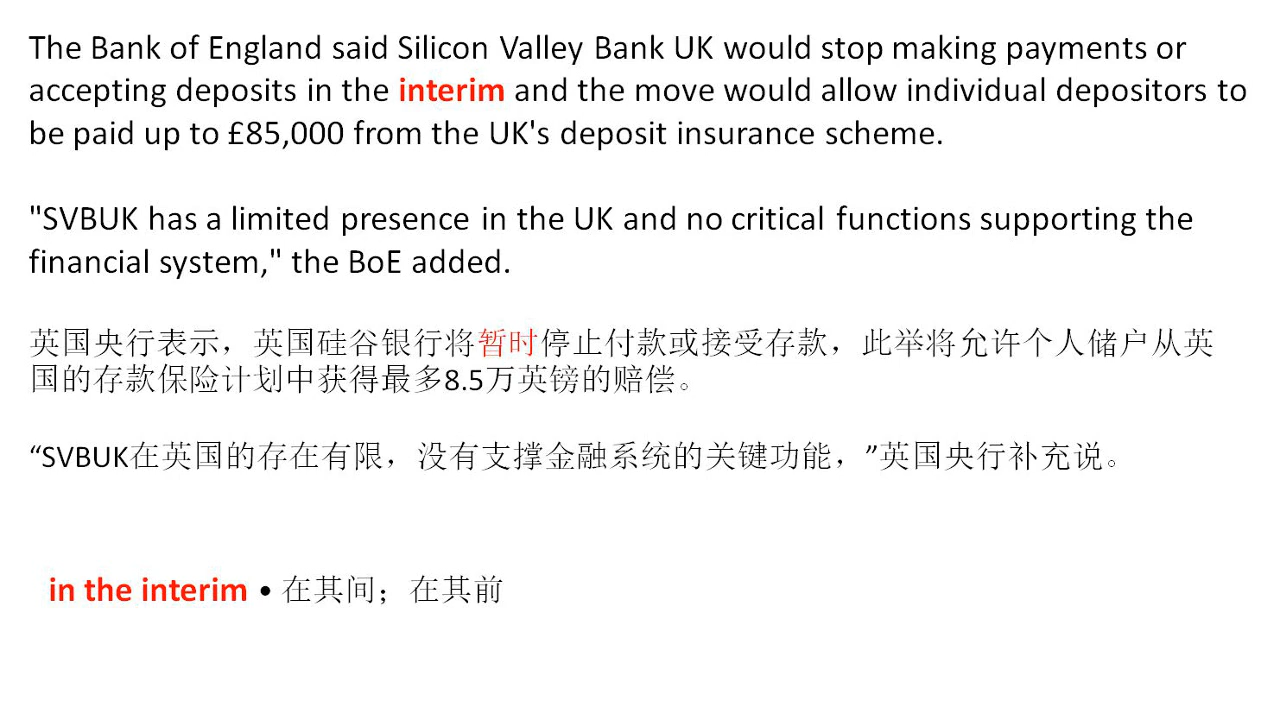 The Bank of England said Silicon Valley Bank UK would stop making payments or
accepting deposits in the interim and the move would allow individual depositors to
be paid up to £85,000 from the UK's deposit insurance scheme.
"SVBUK has a limited presence in the UK and no critical functions supporting the
financial system," the BoE added.
英国央行表示，英国硅谷银行将暂时停止付款或接受存款，此举将允许个人储户从英
国的存款保险计划中获得最多8.5万英镑的赔偿。
“SVBUK在英国的存在有限，没有支撑金融系统的关键功能，”英国央行补充说。
in the interim • 在其间；在其前